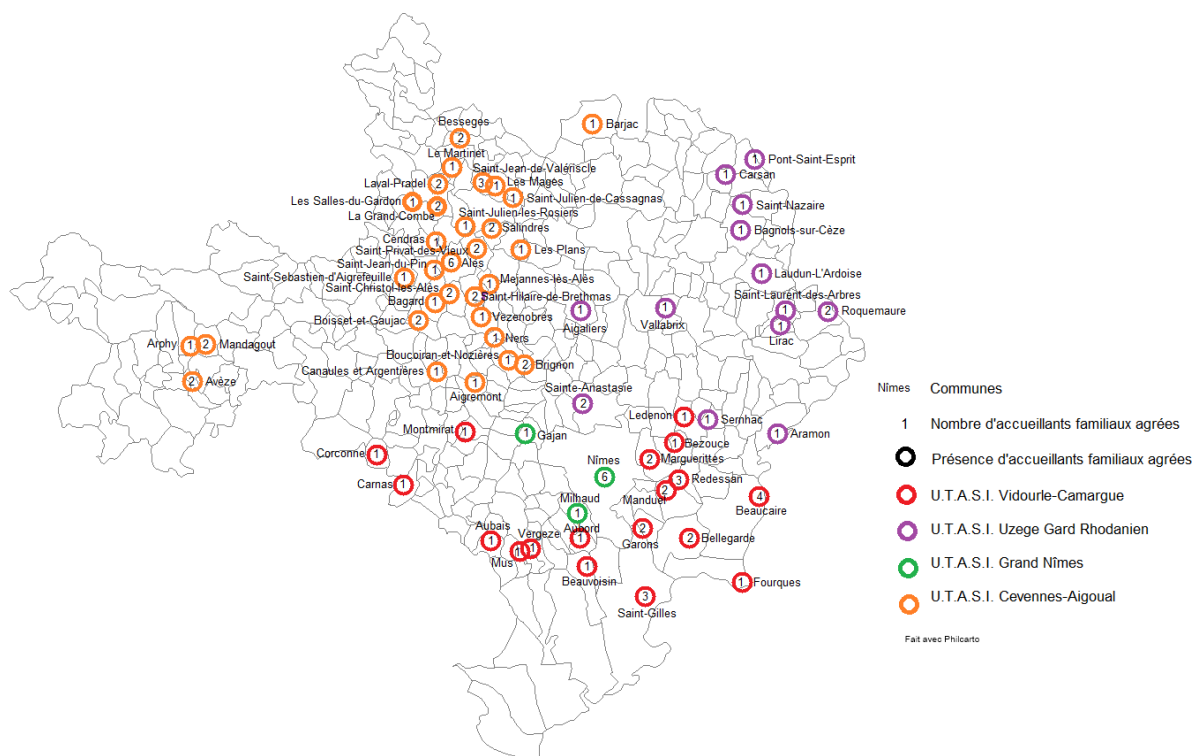 Besseges
2
1
Barjac
Le Martinet
1
Saint-Jean-de-Valériscle
3
1
Les Mages
1
Pont-Saint-Esprit
1
Carsan
Laval-Pradel
2
Les Salles-du-Gardon
1
2
La Grand-Combe
1
Saint-Julien-de-Cassagnas
1
Saint-Nazaire
Saint-Julien-les-Rosiers
1
2
Salindres
1
Bagnols-sur-Cèze
Cendras
1
Saint-Privat-des-Vieux
2
1
Les Plans
Saint-Jean-du-Pin
1
6
Alès
Saint-Sebastien-d'Aigrefeuille
1
1
Mejannes-lès-Alès
1
Laudun-L'Ardoise
Saint-Christol-les-Alès
2
2
Saint-Hilaire-de-Brethmas
Bagard
1
Saint-Laurent-des-Arbres
1
2
Roquemaure
Boisset-et-Gaujac
2
1
Vézenobres
1
Aigaliers
1
Vallabrix
1
Lirac
1
Ners
Arphy
1
2
Mandagout
Boucoiran-et-Nozières
1
2
Brignon
Canaules et Argentières
1
Avèze
2
1
Aigremont
Sainte-Anastasie
2
Nîmes
Communes
1
Nombre d'accueillants familiaux agrées
Présence d'accueillants familiaux agrées
U.T.A.S.I. Vidourle-Camargue
U.T.A.S.I. Uzege Gard Rhodanien
U.T.A.S.I. Grand Nîmes
U.T.A.S.I. Cevennes-Aigoual
Fait avec Philcarto
Ledenon
1
1
Sernhac
Montmirat
1
1
Gajan
1
Aramon
1
Bezouce
Corconne
1
2
Marguerittes
Nîmes
6
3
Redessan
Carnas
1
Manduel
2
4
Beaucaire
Milhaud
1
Aubais
1
Vergeze
1
1
Mus
Aubord
1
2
Garons
2
Bellegarde
1
Beauvoisin
1
Fourques
3
Saint-Gilles